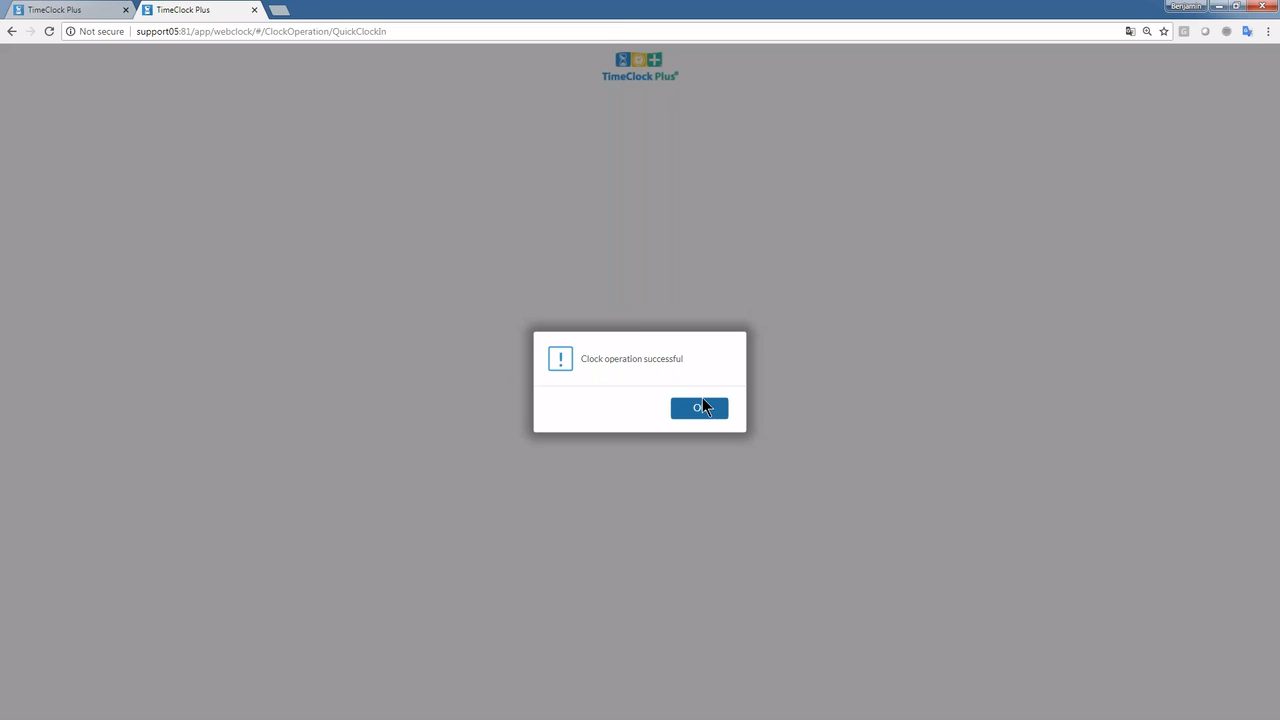 TimeClock Plus
TimeClock Plus
Benjamin
Not secure
support05:81/app/webclock/#/ClockOperation/QuickClockIn
TimeClock Plus
Clock operation successful